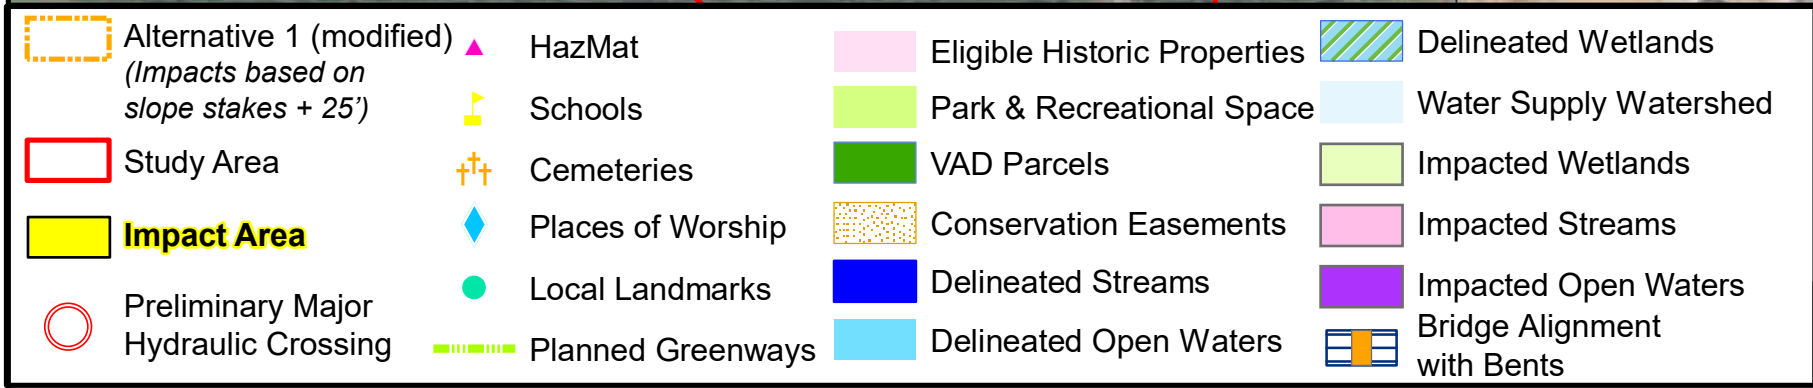 Alternative 1 (modified)
(Impacts based on
slope stakes + 25’)
Study Area
Impact Area
Preliminary Major
Hydraulic Crossing
HazMat
Schools
Cemeteries
Places of Worship
Local Landmarks
Planned Greenways
Eligible Historic Properties
Park & Recreational Space
VAD Parcels
Conservation Easements
Delineated Streams
Delineated Open Waters
Delineated Wetlands
Water Supply Watershed
Impacted Wetlands
Impacted Streams
Impacted Open Waters
Bridge Alignment
with Bents